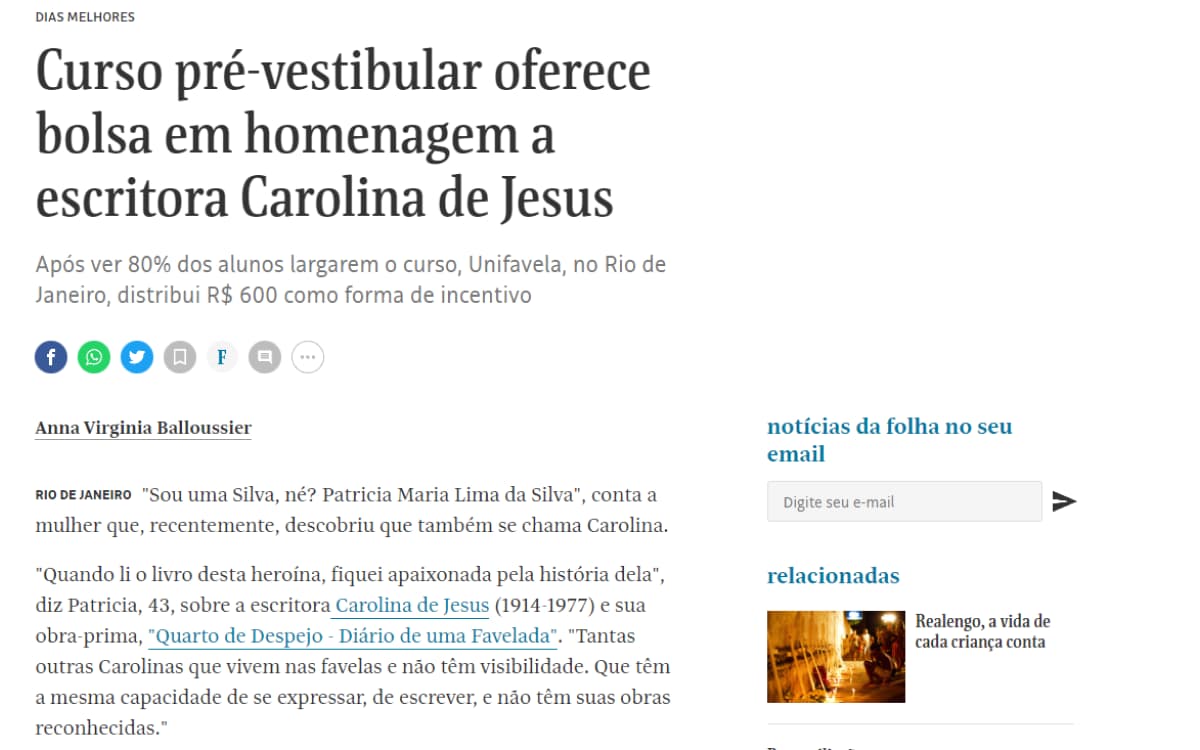 DIAS MELHORES
Curso pré-vestibular oferece
bolsa em homenagem a
escritora Carolina de Jesus
Após ver 80% dos alunos largarem o curso, Unifavela, no Rio de
Janeiro, distribui R$ 600 como forma de incentivo
F
Anna Virginia Balloussier
RIO DE JANEIRO "Sou uma Silva, né? Patricia Maria Lima da Silva", conta a
mulher que, recentemente, descobriu que também se chama Carolina.
"Quando li o livro desta heroína, fiquei apaixonada pela história dela",
diz Patricia, 43, sobre a escritora Carolina de Jesus (1914-1977) e sua
obra-prima, "Quarto de Despejo - Diário de uma Favelada". "Tantas
outras Carolinas que vivem nas favelas e não têm visibilidade. Que têm
a mesma capacidade de se expressar, de escrever, e não têm suas obras
reconhecidas."
notícias da folha no seu
email
Digite seu e-mail
relacionadas
Realengo, a vida de
cada criança conta